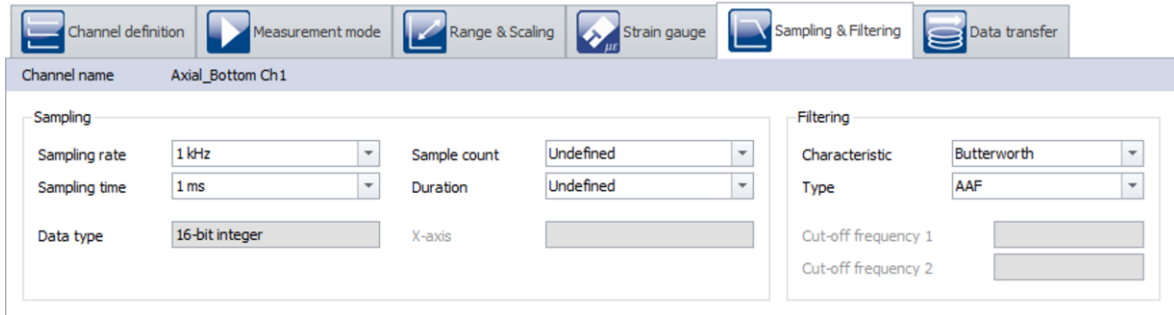 Channel definition Measurement mode Range & Scaling Strain gauge Sampling & Filtering Data transfer
με
Channel name Axial_Bottom Ch1
Sampling Filtering
Sampling rate 1 kHz Sample count Undefined Characteristic Butterworth
Sampling time 1 ms Duration Undefined Type AAF
Data type 16-bit integer X-axis Cut-off frequency 1
Cut-off frequency 2